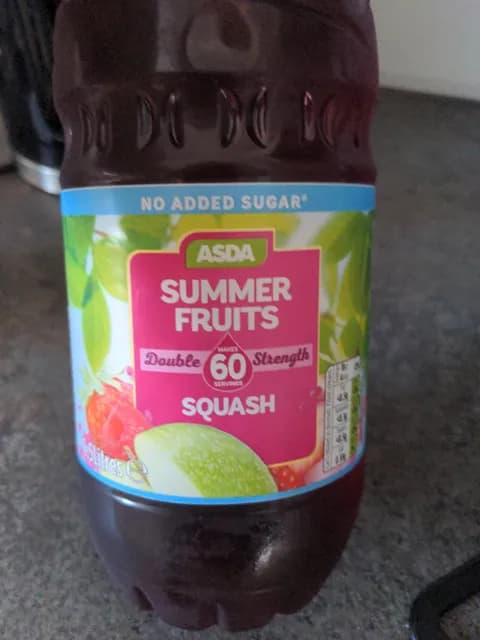 NO ADDED SUGAR*
ASDA
SUMMER
FRUITS
Double MAKES 60 SERVINGS Strength
SQUASH